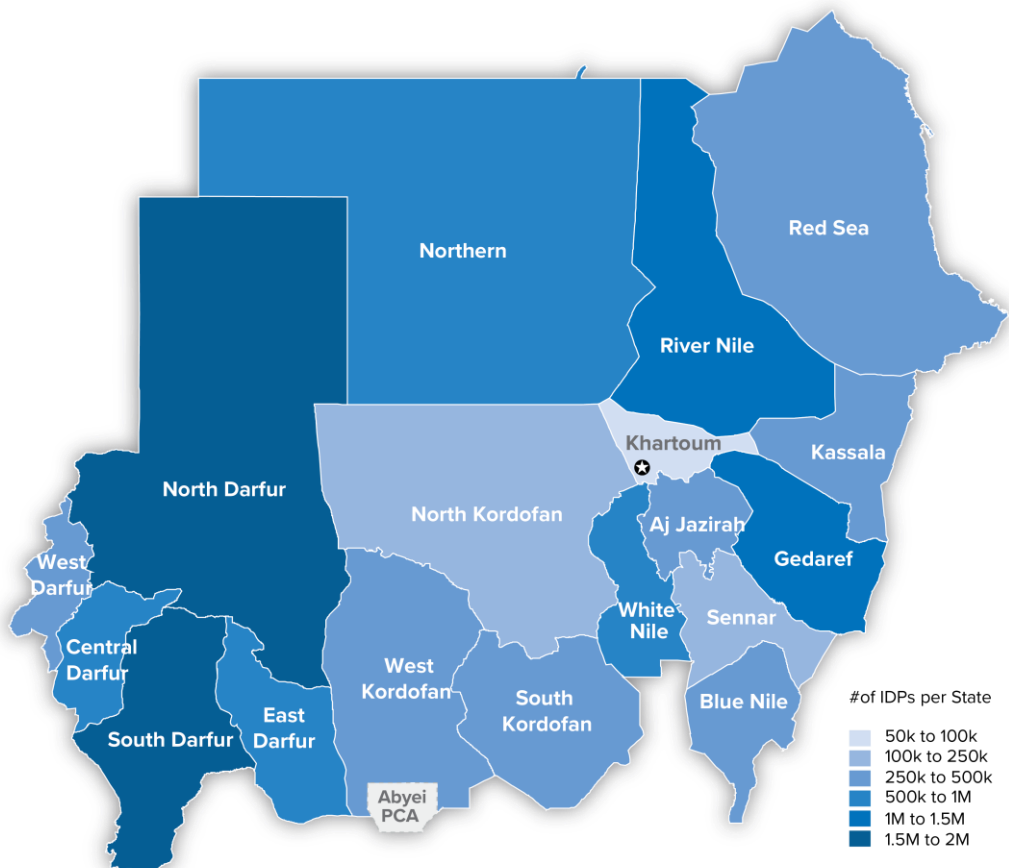 Red Sea
Northern
River Nile
Khartoum
Kassala
North Darfur
North Kordofan
Aj Jazirah
Gedaref
West
Darfur
White
Nile
Sennar
Central
Darfur
West
Kordofan
South
Kordofan
Blue Nile
East
Darfur
South Darfur
Abyei
PCA
#of IDPs per State
50k to 100k
100k to 250k
250k to 500k
500k to 1M
1M to 1.5M
1.5M to 2M